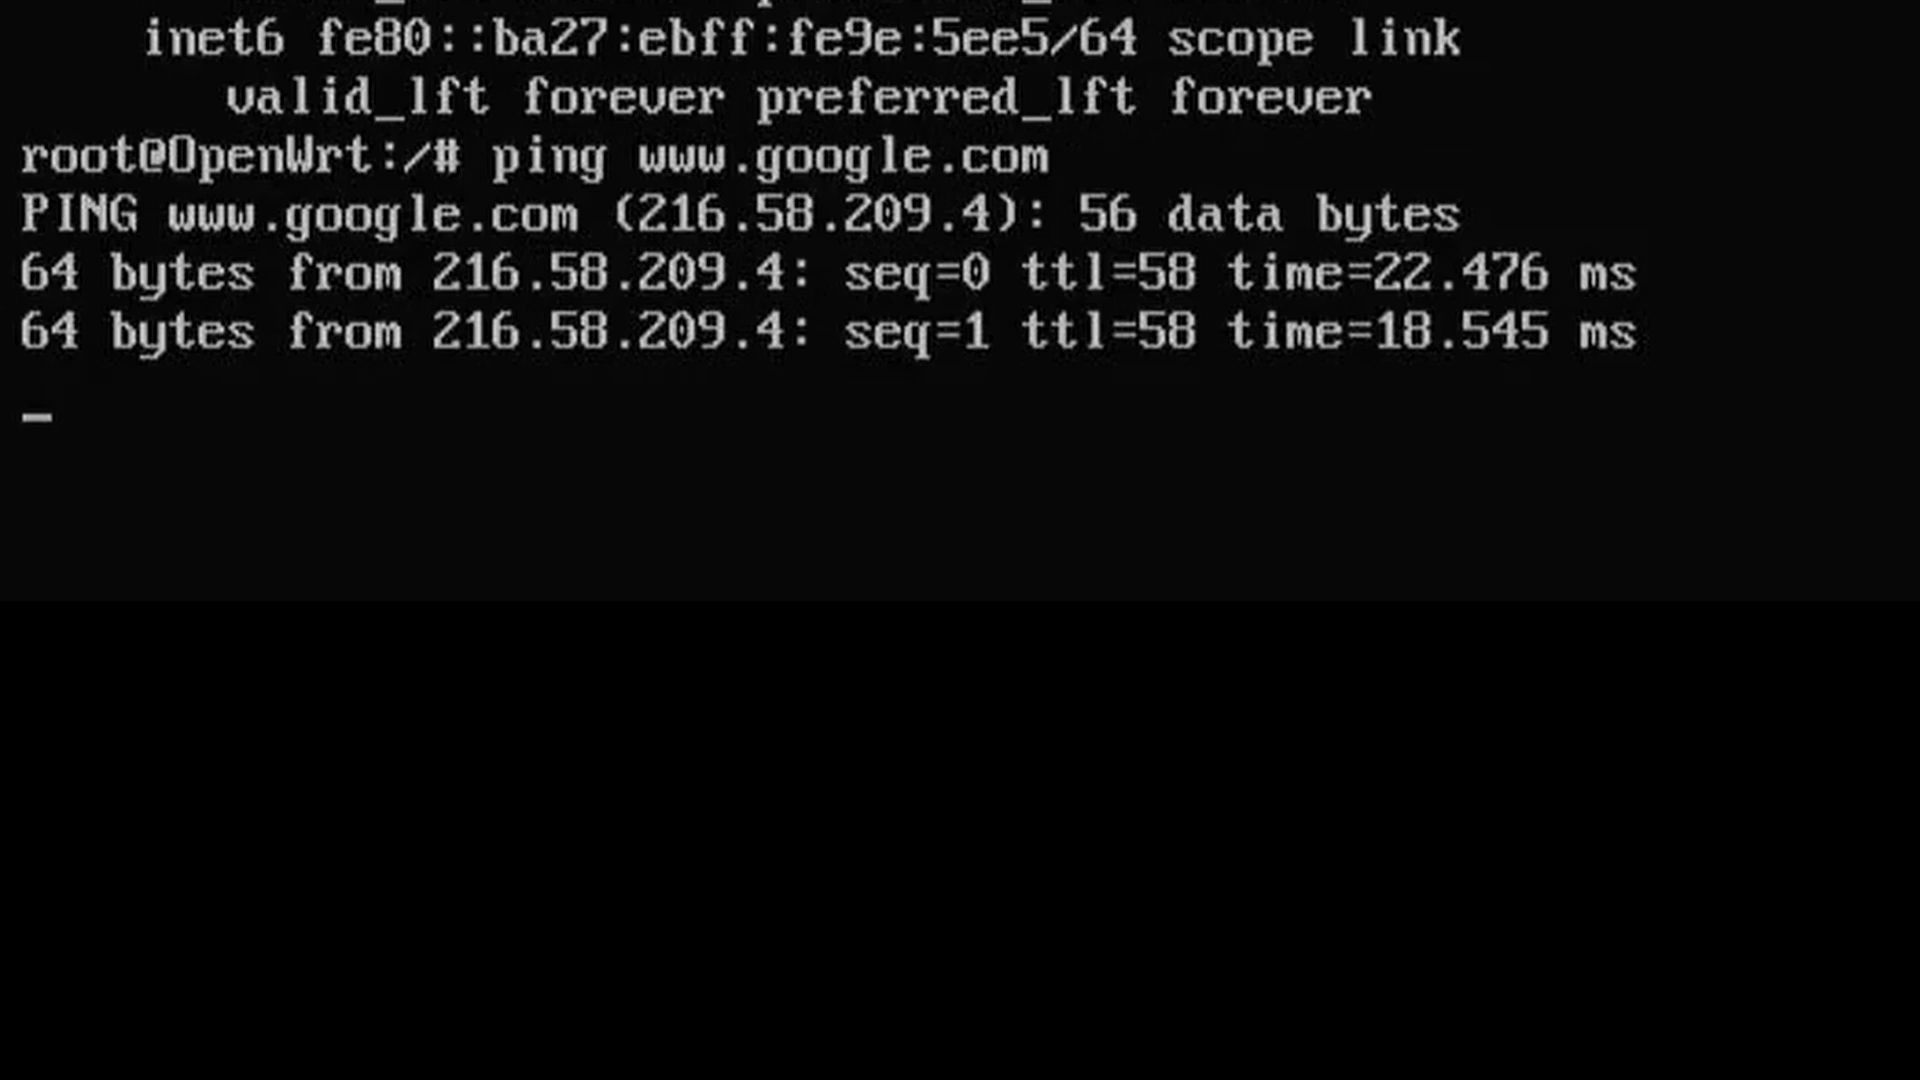 inet6 fe80::ba27:ebff:fe9e:5ee5/64 scope link
valid_lft forever preferred_lft forever
root@OpenWrt:/# ping www.google.com
PING www.google.com (216.58.209.4): 56 data bytes
64 bytes from 216.58.209.4: seq=0 ttl=58 time=22.476 ms
64 bytes from 216.58.209.4: seq=1 ttl=58 time=18.545 ms